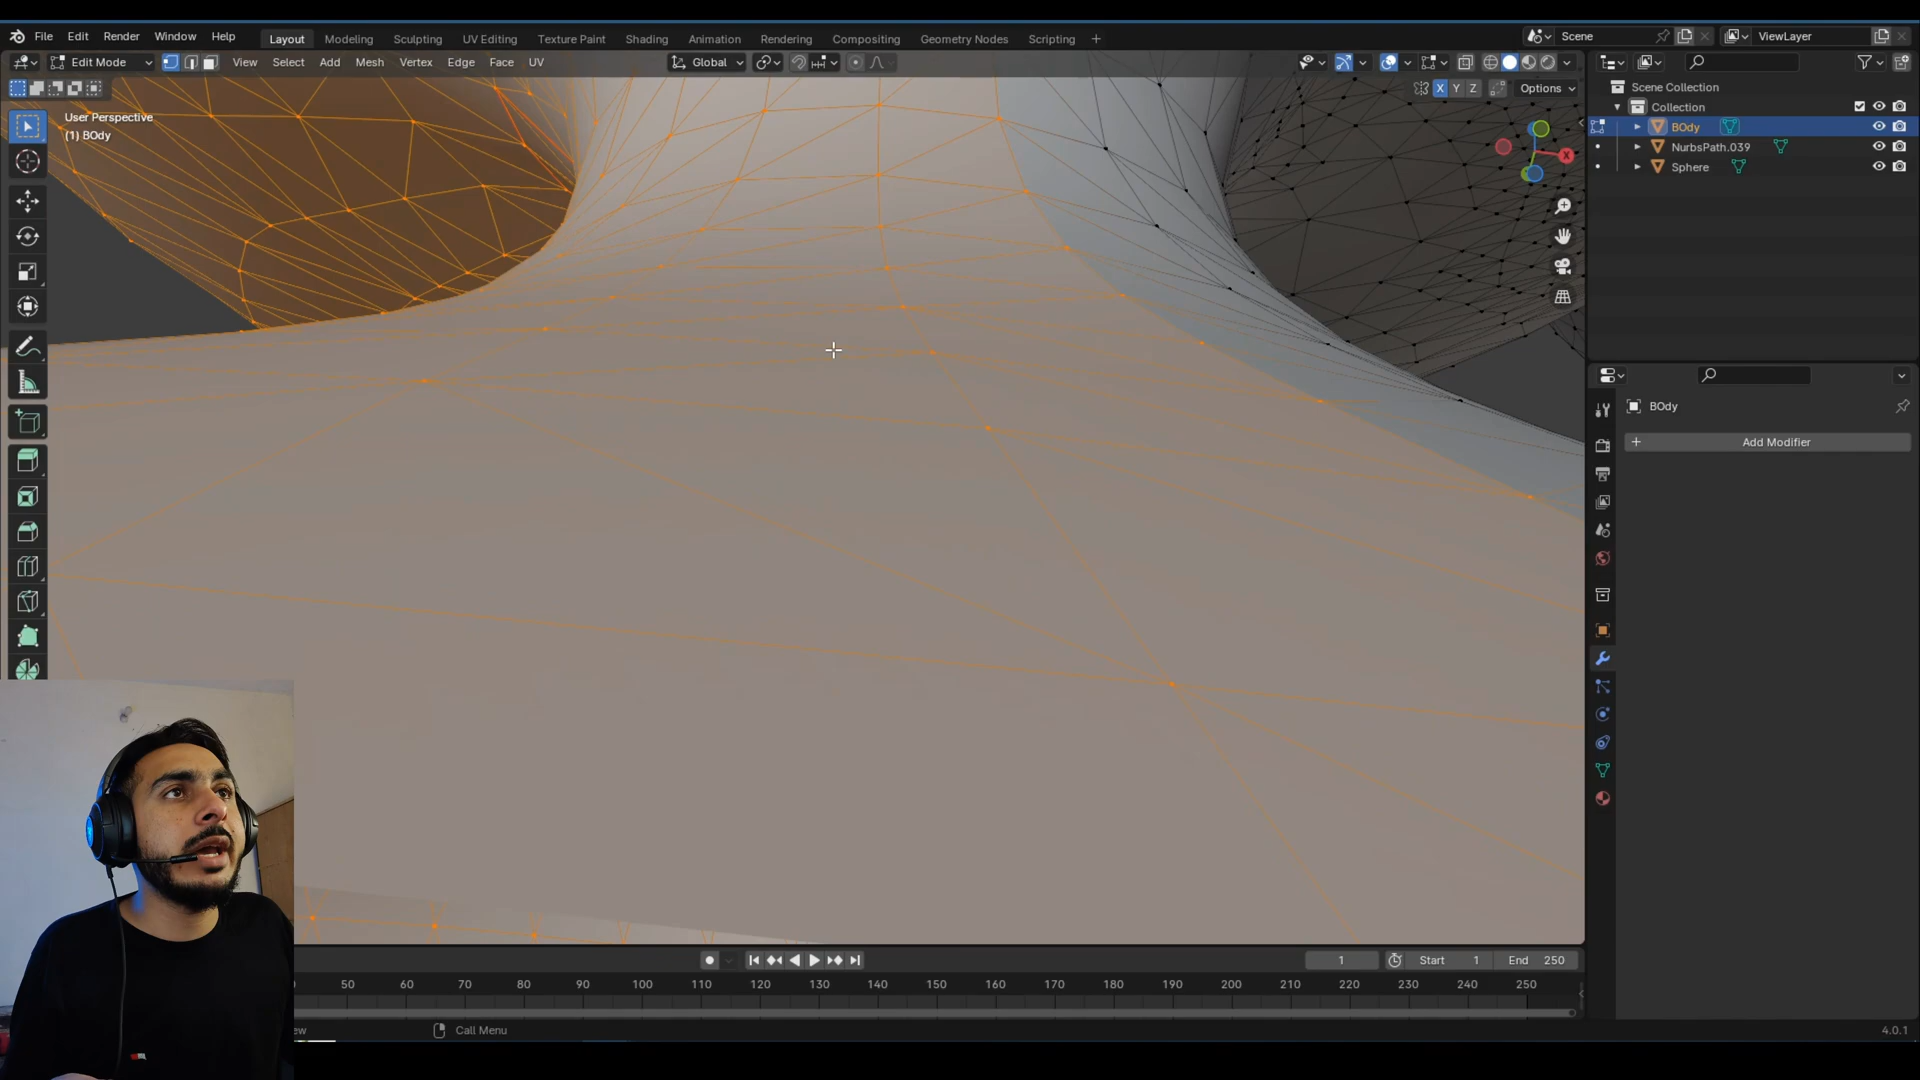 File Edit Render Window Help Layout Modeling Sculpting UV Editing Texture Paint Shading Animation Rendering Compositing Geometry Nodes Scripting + Scene ViewLayer
Edit Mode View Select Add Mesh Vertex Edge Face UV Global
X Y Z Options
User Perspective
(1) BOdy
X
Scene Collection
Collection
BOdy
NurbsPath.039
Sphere
BOdy
+ Add Modifier
1 Start 1 End 250
50 60 70 80 90 100 110 120 130 140 150 160 170 180 190 200 210 220 230 240 250
ew Call Menu
4.0.1